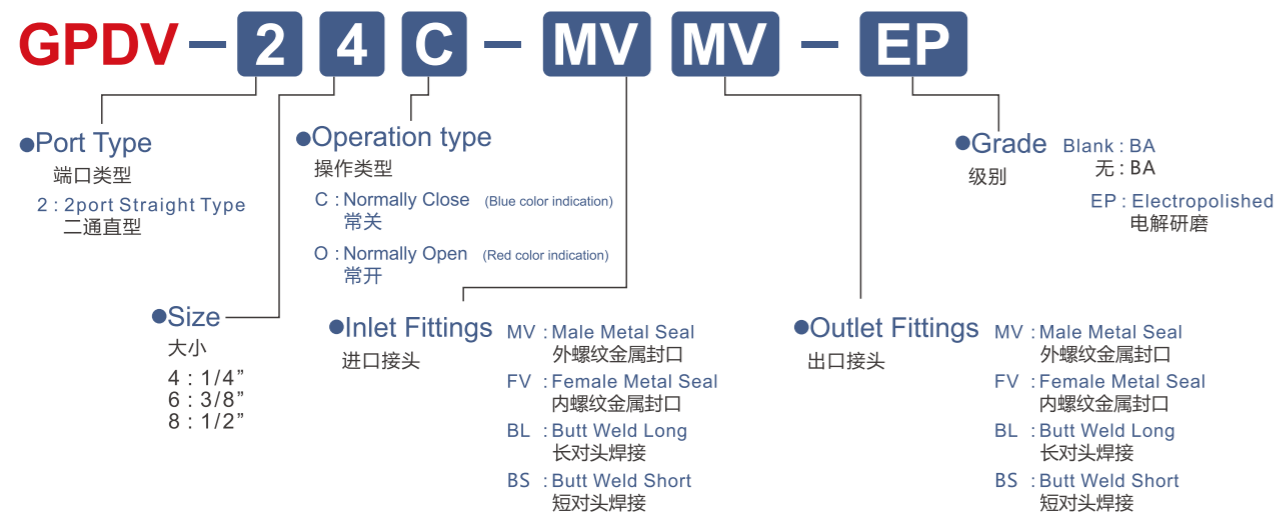 GPDV – 2 4 C – MV MV – EP
●Port Type
端口类型
2 : 2port Straight Type
二通直型
●Size
大小
4 : 1/4”
6 : 3/8”
8 : 1/2”
●Operation type
操作类型
C : Normally Close (Blue color indication)
常关
O : Normally Open (Red color indication)
常开
●Inlet Fittings
进口接头
MV : Male Metal Seal
外螺纹金属封口
FV : Female Metal Seal
内螺纹金属封口
BL : Butt Weld Long
长对头焊接
BS : Butt Weld Short
短对头焊接
●Outlet Fittings
出口接头
MV : Male Metal Seal
外螺纹金属封口
FV : Female Metal Seal
内螺纹金属封口
BL : Butt Weld Long
长对头焊接
BS : Butt Weld Short
短对头焊接
●Grade
级别
Blank : BA
无 : BA
EP : Electropolished
电解研磨